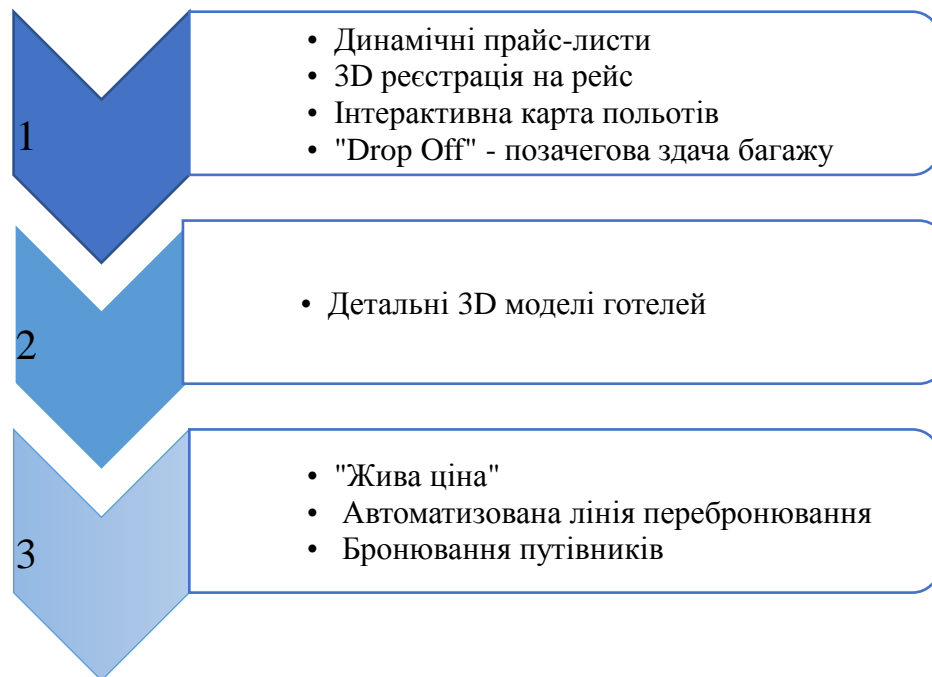 1
• Динамічні прайс-листи
• 3D реєстрація на рейс
• Інтерактивна карта польотів
• "Drop Off" - позачегова здача багажу
2
• Детальні 3D моделі готелей
3
• "Жива ціна"
• Автоматизована лінія перебронювання
• Бронювання путівників